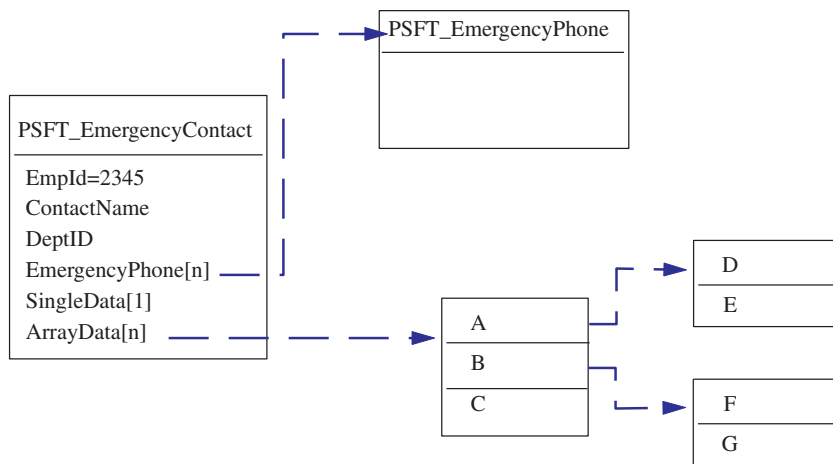 PSFT_EmergencyPhone
PSFT_EmergencyContact
EmpId=2345
ContactName
DeptID
EmergencyPhone[n]
SingleData[1]
ArrayData[n]
A
B
C
D
E
F
G